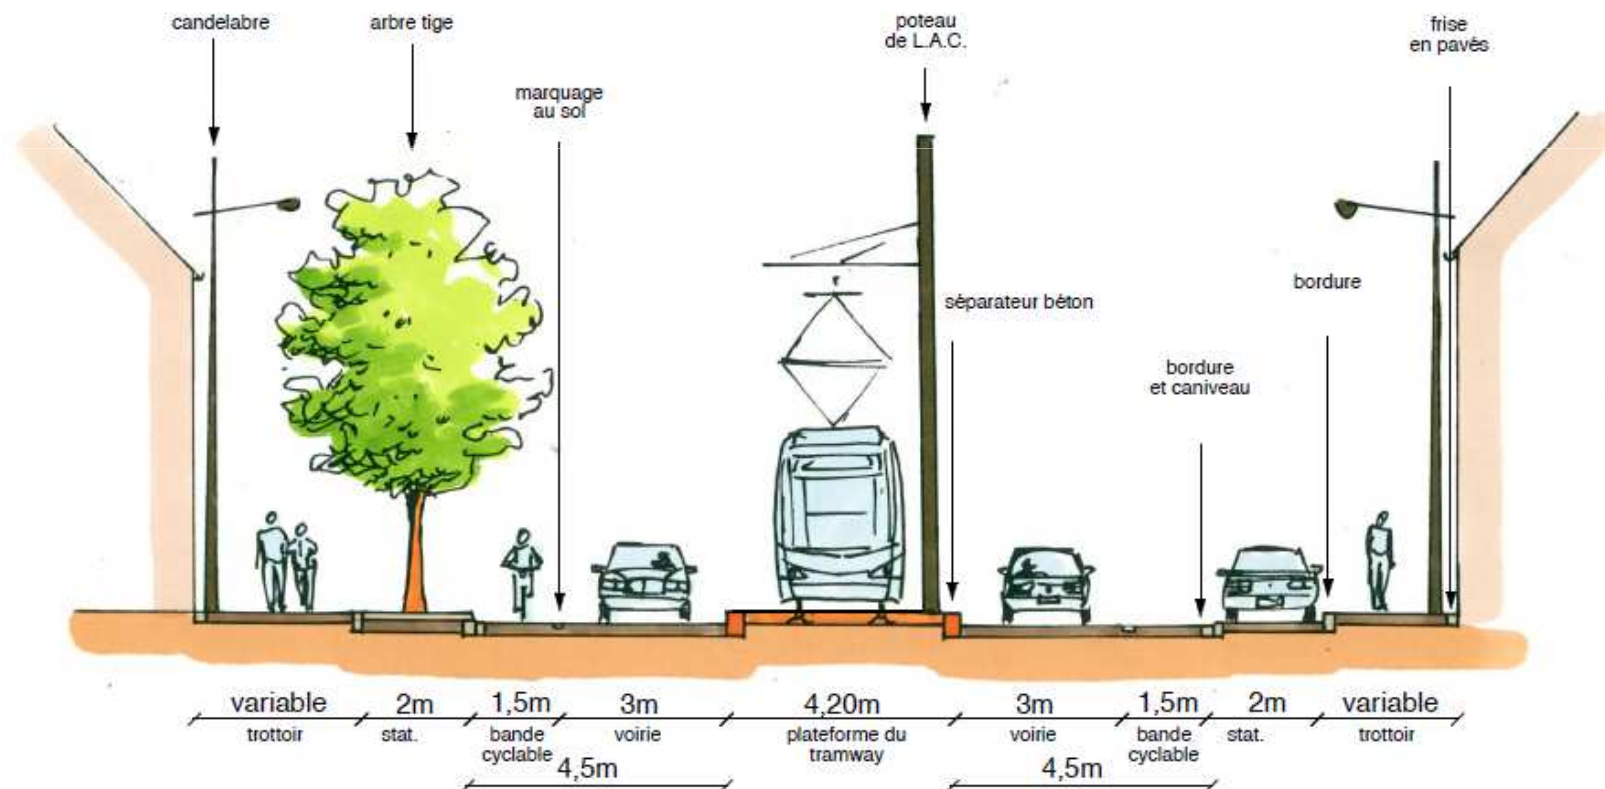 candelabre
arbre tige
marquage
au sol
poteau
de L.A.C.
frise
en pavés
séparateur béton
bordure
bordure
et caniveau
variable
2m
1,5m
3m
4,20m
3m
1,5m
2m
variable
trottoir
stat.
bande
cyclable
voirie
plateforme du
tramway
voirie
bande
cyclable
stat.
trottoir
4,5m
4,5m